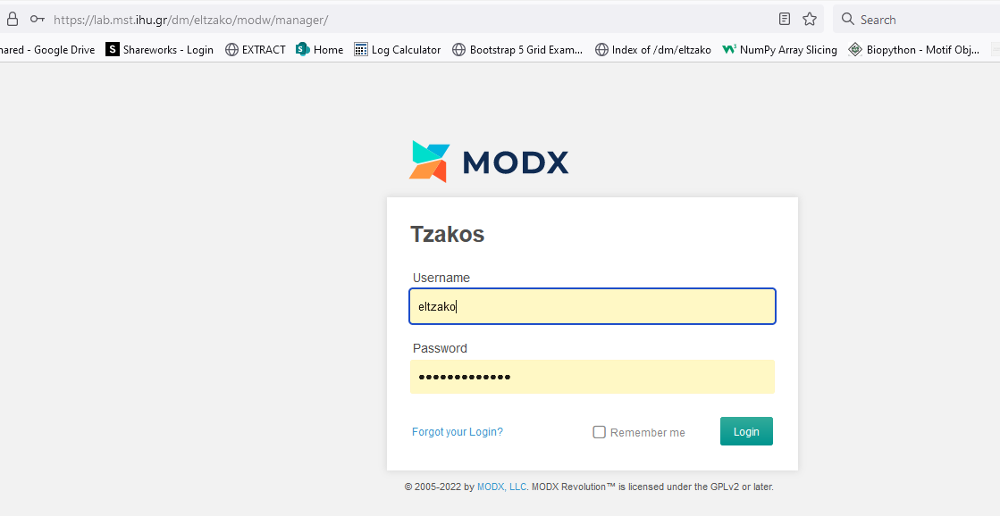 https://lab.mst.ihu.gr/dm/eltzako/modw/manager/
Search
hared - Google Drive S Shareworks - Login EXTRACT S Home Log Calculator Bootstrap 5 Grid Exam... Index of /dm/eltzako NumPy Array Slicing Biopython - Motif Obj...
MODX
Tzakos
Username
eltzako
Password
•••••••••••••
Forgot your Login? Remember me Login
© 2005-2022 by MODX, LLC. MODX Revolution™ is licensed under the GPLv2 or later.